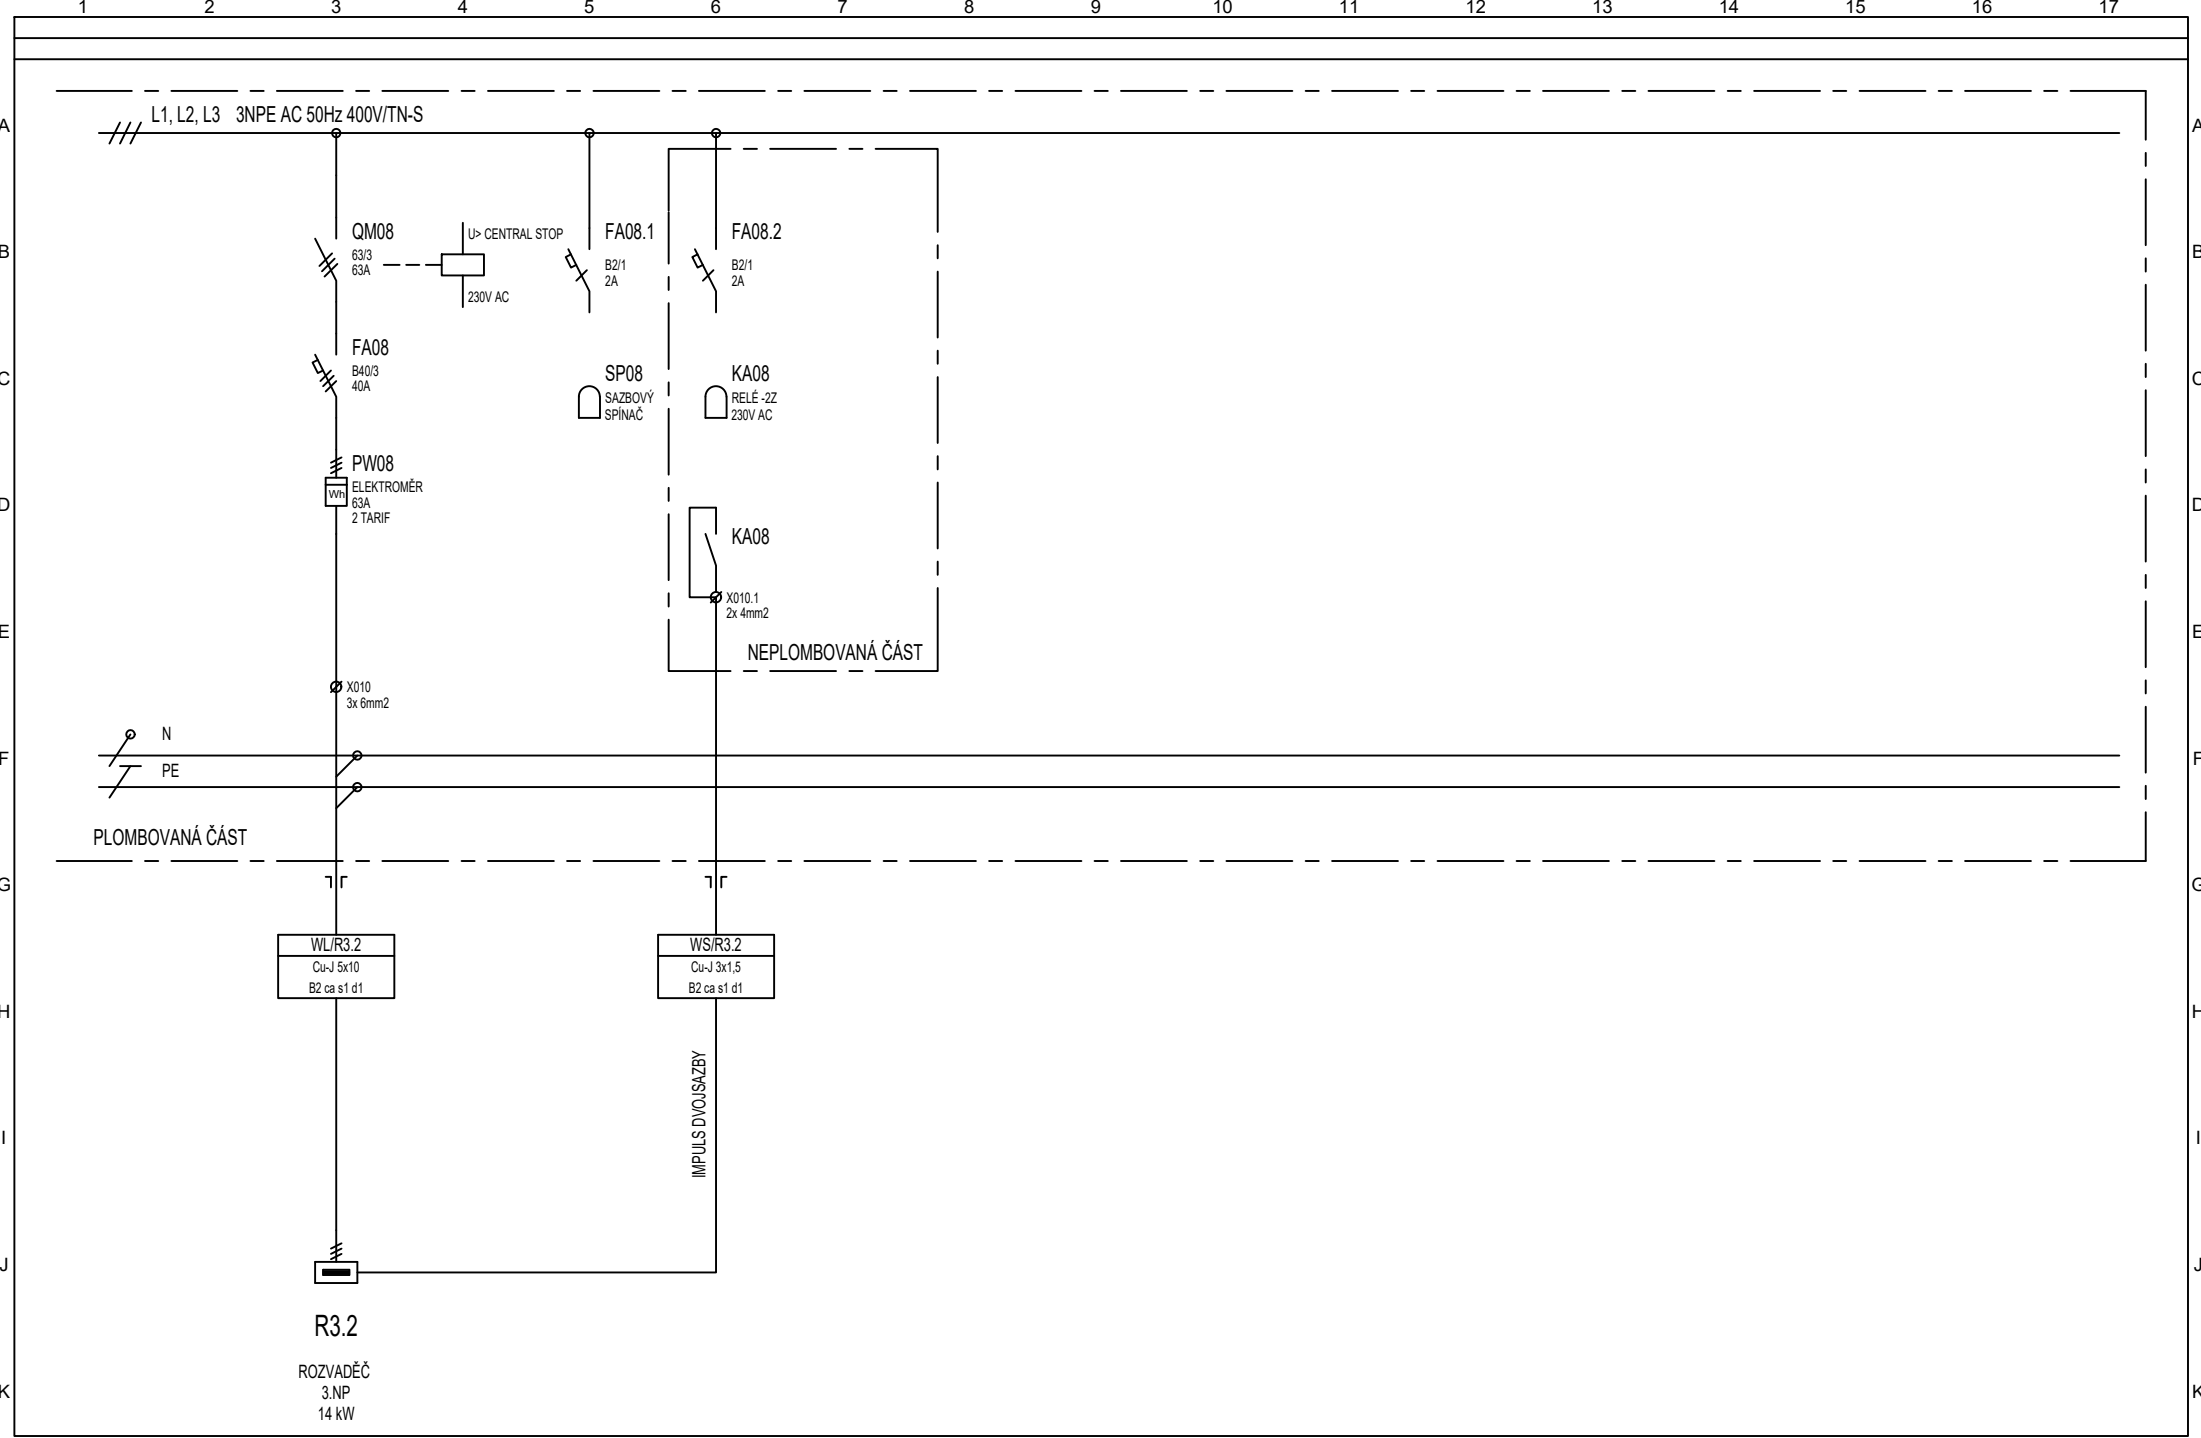 1 2 3 4 5 6 7 8 9 10 11 12 13 14 15 16 17
A A
L1, L2, L3 3NPE AC 50Hz 400V/TN-S
B B
QM08
63/3
63A
U> CENTRAL STOP
230V AC
FA08.1
B2/1
2A
FA08.2
B2/1
2A
C C
FA08
B40/3
40A
SP08
SAZBOVÝ
SPÍNAČ
KA08
RELÉ -2Z
230V AC
D D
PW08
Wh
ELEKTROMĚR
63A
2 TARIF
KA08
X010.1
2x 4mm2
E E
NEPLOMBOVANÁ ČÁST
X010
3x 6mm2
N
F F
PE
PLOMBOVANÁ ČÁST
G G
WL/R3.2
Cu-J 5x10
B2 ca s1 d1
WS/R3.2
Cu-J 3x1,5
B2 ca s1 d1
H H
IMPULS DVOJSAZBY
I I
J J
R3.2
ROZVADĚČ
3.NP
14 kW
K K